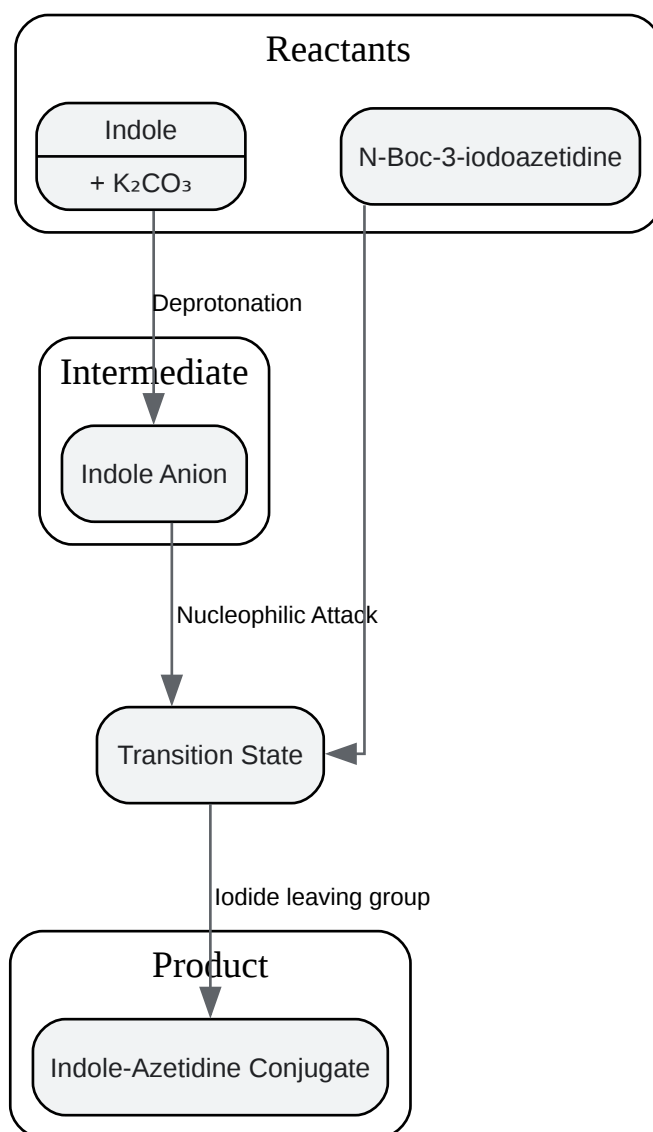 Reactants
Indole
+ K₂CO₃
N-Boc-3-iodoazetidine
Deprotonation
Intermediate
Indole Anion
Nucleophilic Attack
Transition State
Iodide leaving group
Product
Indole-Azetidine Conjugate